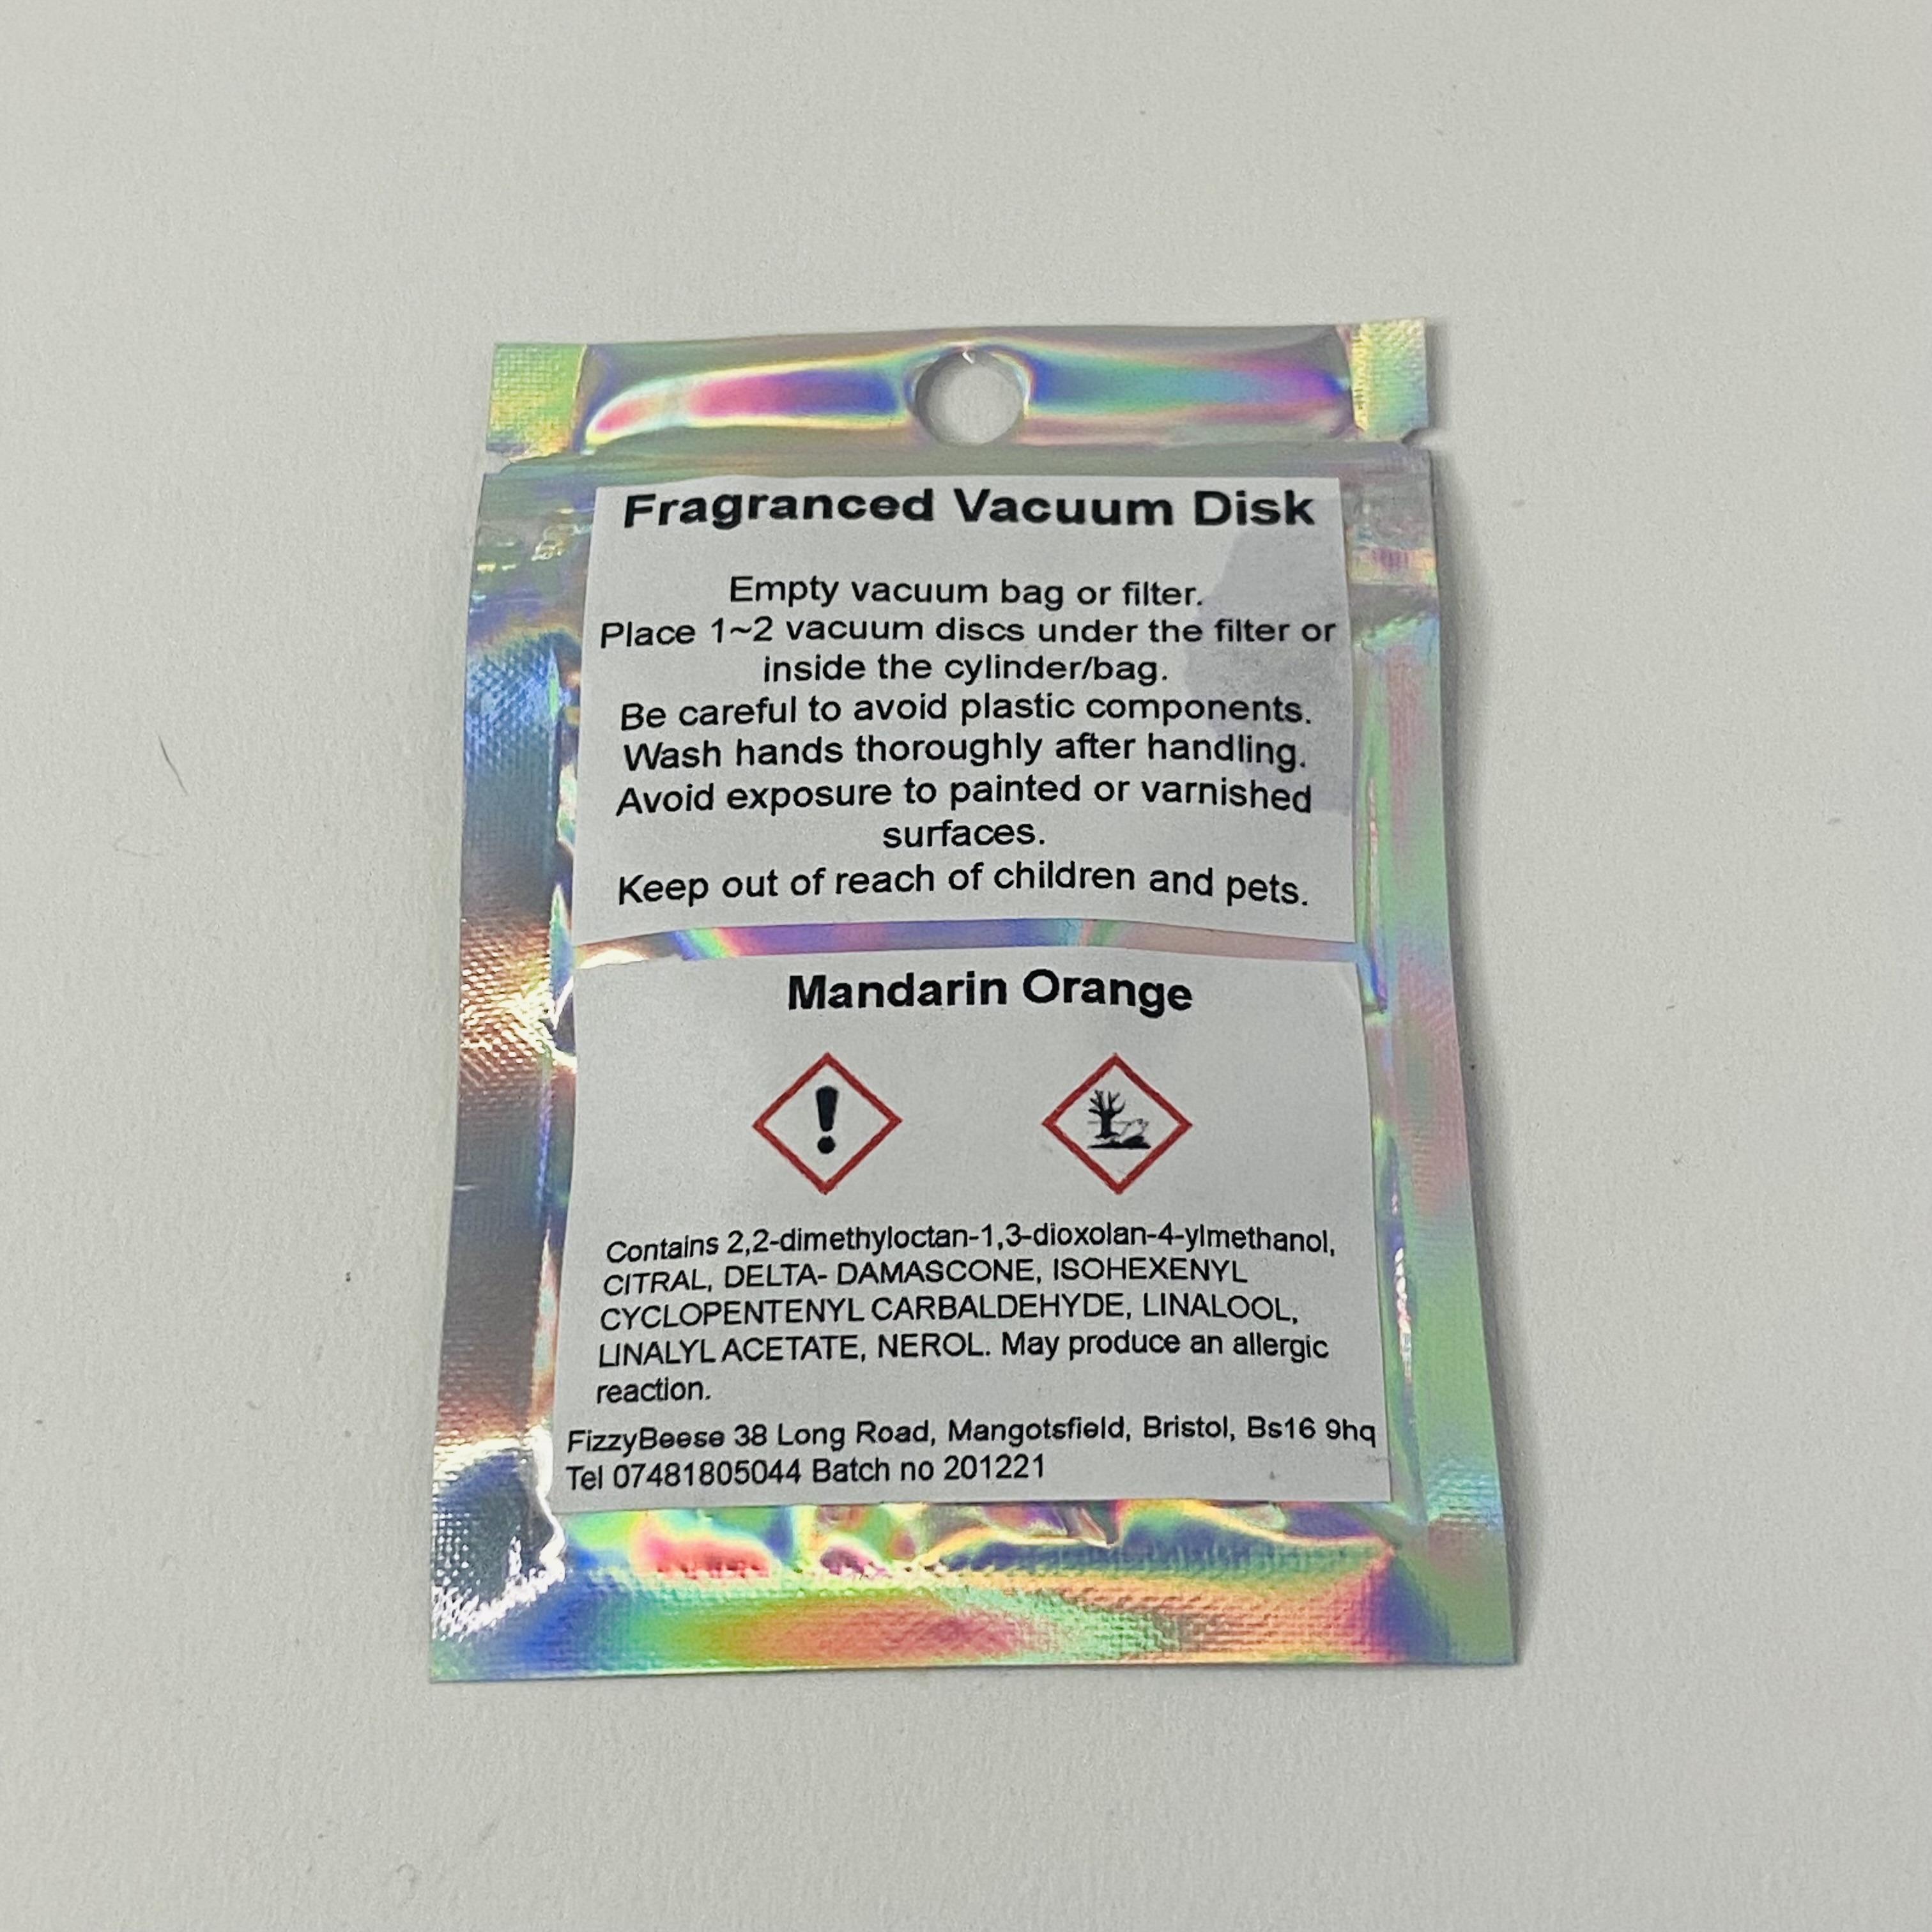 Fragranced Vacuum Disk
Empty vacuum bag or filter.
Place 1~2 vacuum discs under the filter or
inside the cylinder/bag.
Be careful to avoid plastic components.
Wash hands thoroughly after handling.
Avoid exposure to painted or varnished
surfaces.
Keep out of reach of children and pets.
Mandarin Orange
Contains 2,2-dimethyloctan-1,3-dioxolan-4-ylmethanol,
CITRAL, DELTA- DAMASCONE, ISOHEXENYL
CYCLOPENTENYL CARBALDEHYDE, LINALOOL,
LINALYL ACETATE, NEROL. May produce an allergic
reaction.
FizzyBeese 38 Long Road, Mangotsfield, Bristol, Bs16 9hq
Tel 07481805044 Batch no 201221